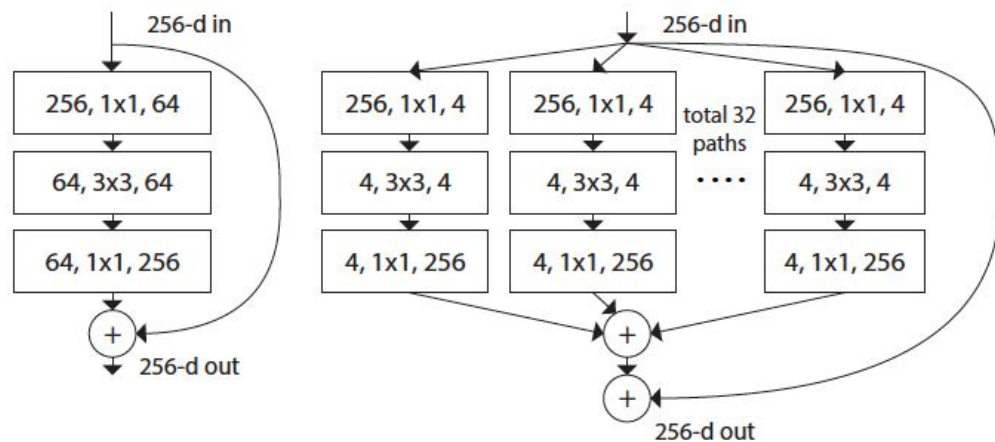 256-d in
256, 1x1, 64
64, 3x3, 64
64, 1x1, 256
+
256-d out
256-d in
256, 1x1, 4
256, 1x1, 4
total 32
paths
....
256, 1x1, 4
4, 3x3, 4
4, 3x3, 4
4, 3x3, 4
4, 1x1, 256
4, 1x1, 256
4, 1x1, 256
+
+
256-d out